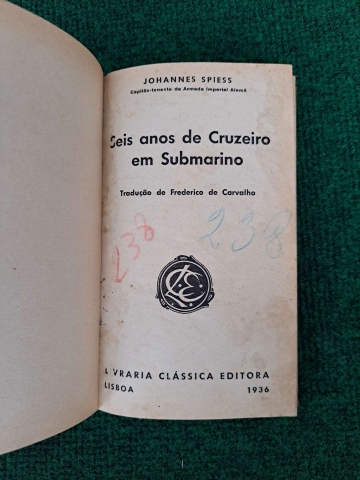 JOHANNES SPIESS
Capitão-tenente da Armada Imperial Alemã
Seis anos de Cruzeiro
em Submarino
Tradução de Frederico de Carvalho
238
238
LCE
LIVRARIA CLÁSSICA EDITORA
LISBOA 1936